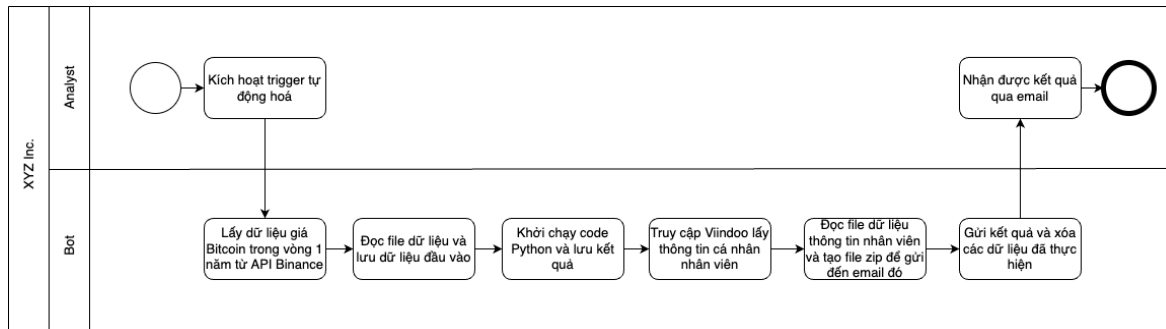 XYZ Inc.
Analyst
Kích hoạt trigger tự
động hoá
Nhận được kết quả
qua email
Bot
Lấy dữ liệu giá
Bitcoin trong vòng 1
năm từ API Binance
Đọc file dữ liệu và
lưu dữ liệu đầu vào
Khởi chạy code
Python và lưu kết
quả
Truy cập Viindoo lấy
thông tin cá nhân
nhân viên
Đọc file dữ liệu
thông tin nhân viên
và tạo file zip để gửi
đến email đó
Gửi kết quả và xóa
các dữ liệu đã thực
hiện